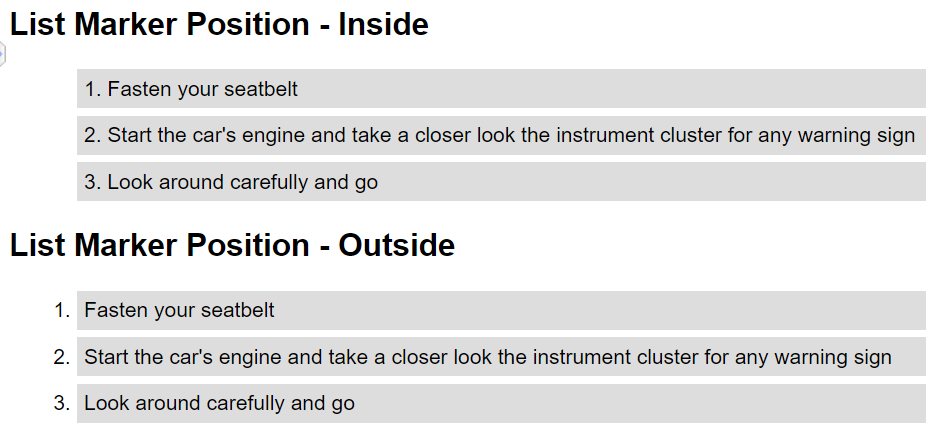 List Marker Position - Inside
1. Fasten your seatbelt
2. Start the car's engine and take a closer look the instrument cluster for any warning sign
3. Look around carefully and go
List Marker Position - Outside
1. Fasten your seatbelt
2. Start the car's engine and take a closer look the instrument cluster for any warning sign
3. Look around carefully and go